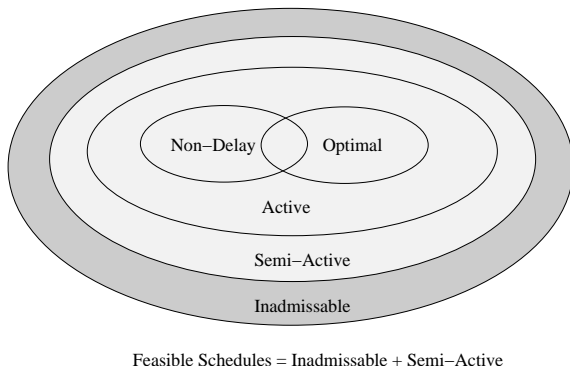 Non−Delay
Optimal
Active
Semi−Active
Inadmissable
Feasible Schedules = Inadmissable + Semi−Active